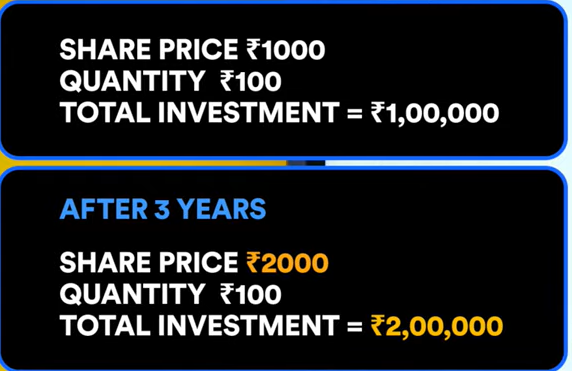 SHARE PRICE ₹1000
QUANTITY ₹100
TOTAL INVESTMENT = ₹1,00,000
AFTER 3 YEARS
SHARE PRICE ₹2000
QUANTITY ₹100
TOTAL INVESTMENT = ₹2,00,000